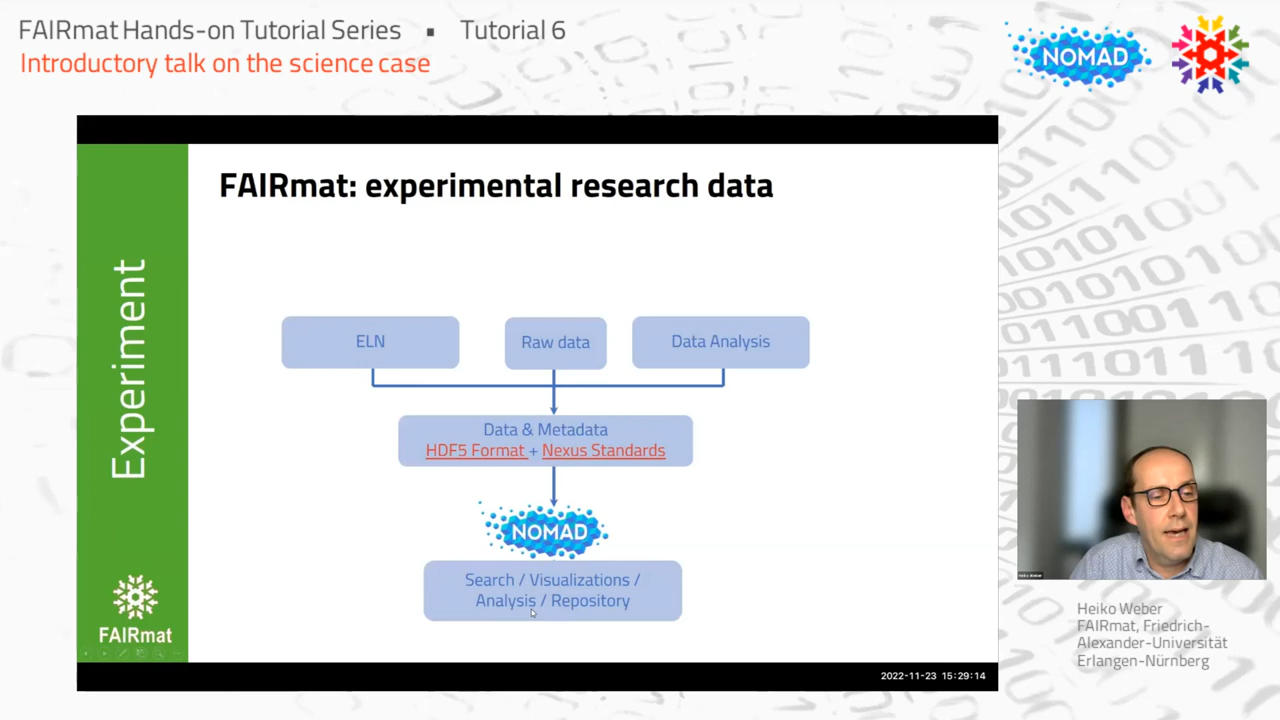 FAIRmat Hands-on Tutorial Series ▪ Tutorial 6
Introductory talk on the science case
NOMAD
FAIRmat: experimental research data
Experiment
ELN
Raw data
Data Analysis
Data & Metadata
HDF5 Format + Nexus Standards
NOMAD
Search / Visualizations /
Analysis / Repository
FAIRmat
2022-11-23 15:29:14
Heiko Weber
Heiko Weber
FAIRmat, Friedrich-
Alexander-Universität
Erlangen-Nürnberg